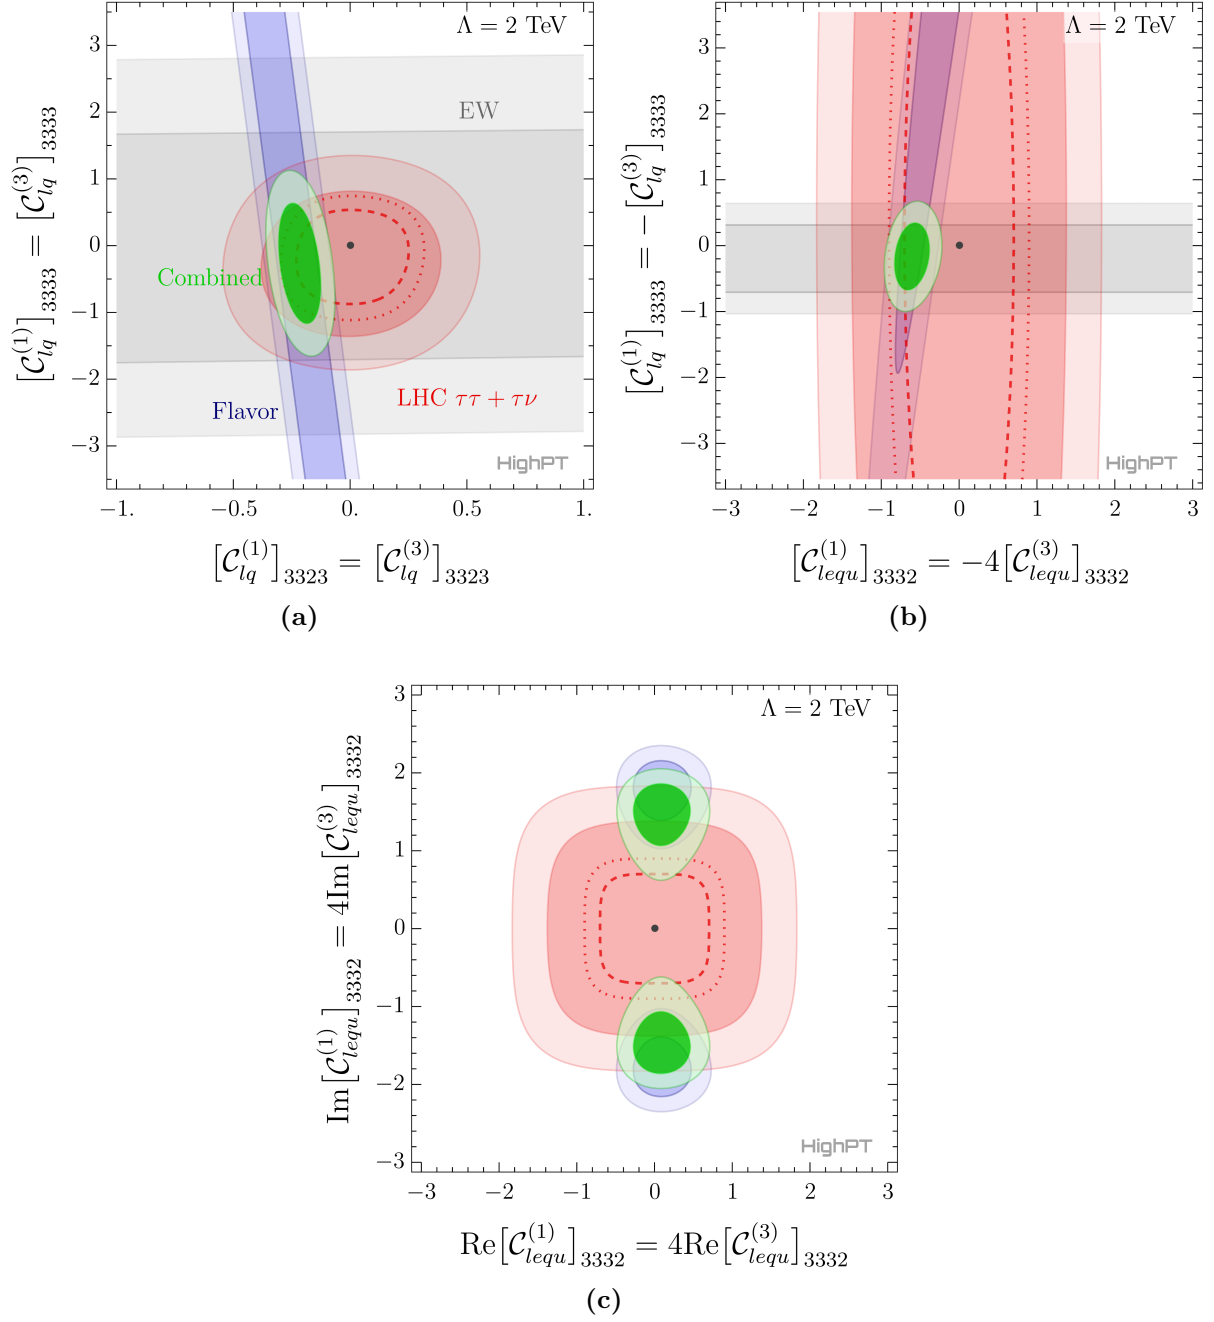 Λ = 2 TeV
EW
Combined
Flavor
LHC ττ + τν
HighPT
3
2
1
0
−1
−2
−3
−1.
−0.5
0.
0.5
1.
[C_{lq}^{(1)}]_{3333} = [C_{lq}^{(3)}]_{3333}
[C_{lq}^{(1)}]_{3323} = [C_{lq}^{(3)}]_{3323}
(a)
Λ = 2 TeV
HighPT
3
2
1
0
−1
−2
−3
−3
−2
−1
0
1
2
3
[C_{lq}^{(1)}]_{3333} = −[C_{lq}^{(3)}]_{3333}
[C_{lequ}^{(1)}]_{3332} = −4[C_{lequ}^{(3)}]_{3332}
(b)
Λ = 2 TeV
HighPT
3
2
1
0
−1
−2
−3
−3
−2
−1
0
1
2
3
Im[C_{lequ}^{(1)}]_{3332} = 4Im[C_{lequ}^{(3)}]_{3332}
Re[C_{lequ}^{(1)}]_{3332} = 4Re[C_{lequ}^{(3)}]_{3332}
(c)